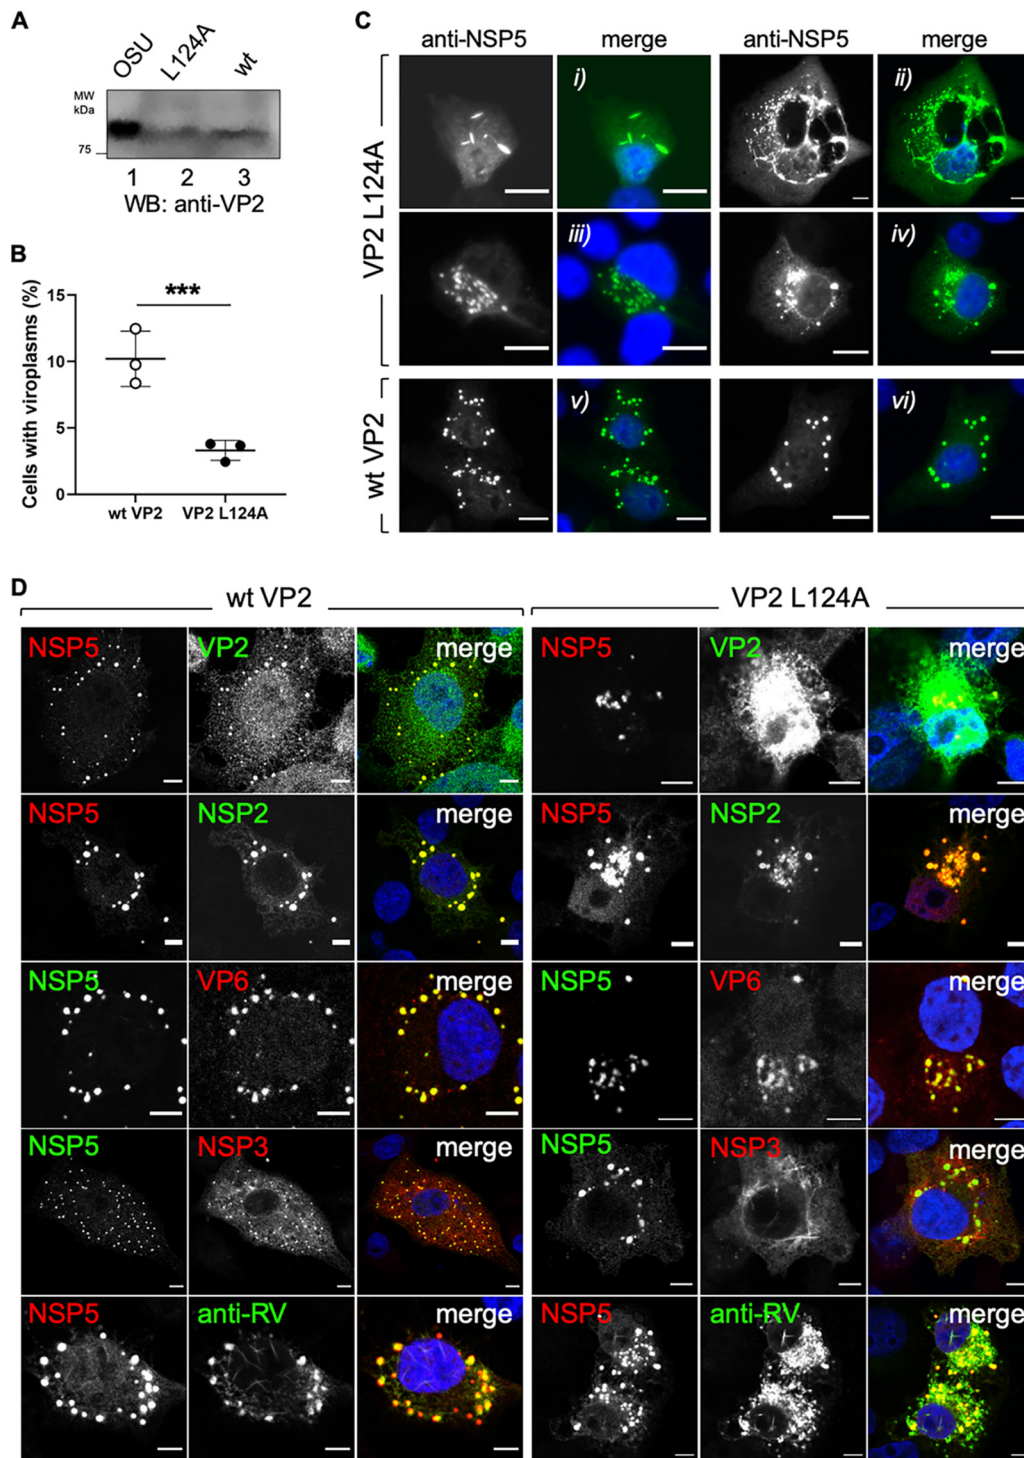 A
OSU
L124A
wt
MW
kDa
75
1 2 3
WB: anti-VP2
B
Cells with viroplasms (%)
15
10
5
0
***
wt VP2
VP2 L124A
C
anti-NSP5 merge anti-NSP5 merge
VP2 L124A
i) ii)
iii) iv)
wt VP2
v) vi)
D
wt VP2 VP2 L124A
NSP5 VP2 merge NSP5 VP2 merge
NSP5 NSP2 merge NSP5 NSP2 merge
NSP5 VP6 merge NSP5 VP6 merge
NSP5 NSP3 merge NSP5 NSP3 merge
NSP5 anti-RV merge NSP5 anti-RV merge